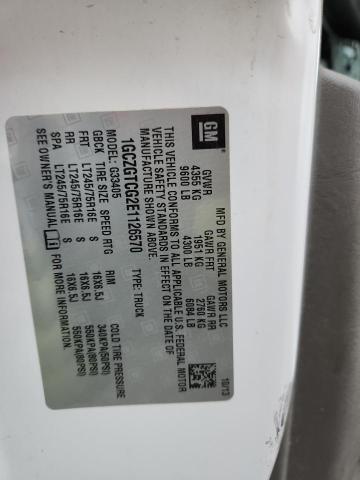 GM
MFD BY GENERAL MOTORS LLC
10/13
GVWR GAWR FRT GAWR RR
4355 KG 1951 KG 2760 KG
9600 LB 4300 LB 6084 LB
THIS VEHICLE CONFORMS TO ALL APPLICABLE U.S. FEDERAL MOTOR
VEHICLE SAFETY STANDARDS IN EFFECT ON THE DATE OF
MANUFACTURE SHOWN ABOVE.
1GCZGTCG2E1126570 TYPE: TRUCK
MODEL: G33405
GBCK TIRE SIZE SPEED RTG RIM COLD TIRE PRESSURE
FRT LT245/75R16E S 16X6.5J 340KPA(50PSI)
RR LT245/75R16E S 16X6.5J 550KPA(80PSI)
SPA LT245/75R16E S 16X6.5J 550KPA(80PSI)
SEE OWNER'S MANUAL FOR MORE INFORMATION.